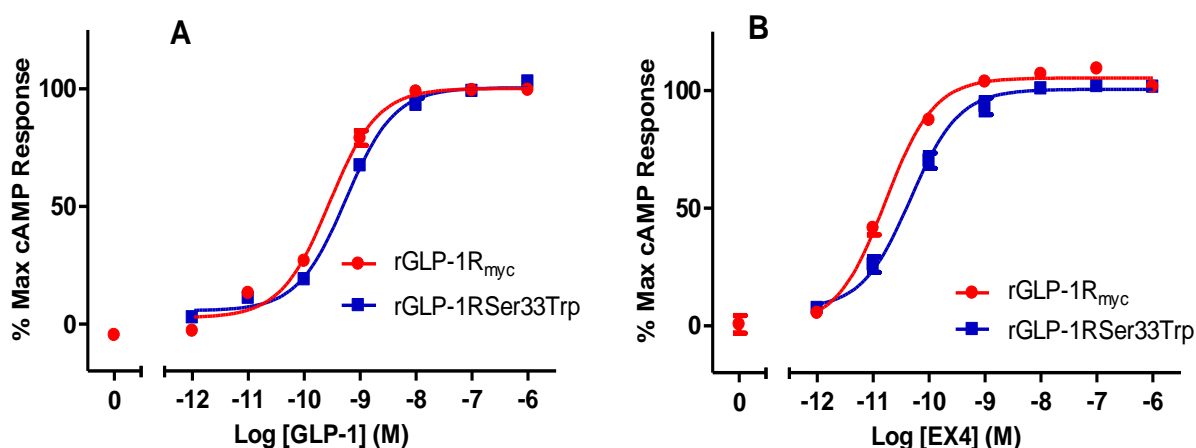 A
% Max cAMP Response
100
50
0
rGLP-1Rmyc
rGLP-1RSer33Trp
0 -12 -11 -10 -9 -8 -7 -6
Log [GLP-1] (M)
B
% Max cAMP Response
100
50
0
rGLP-1Rmyc
rGLP-1RSer33Trp
0 -12 -11 -10 -9 -8 -7 -6
Log [EX4] (M)